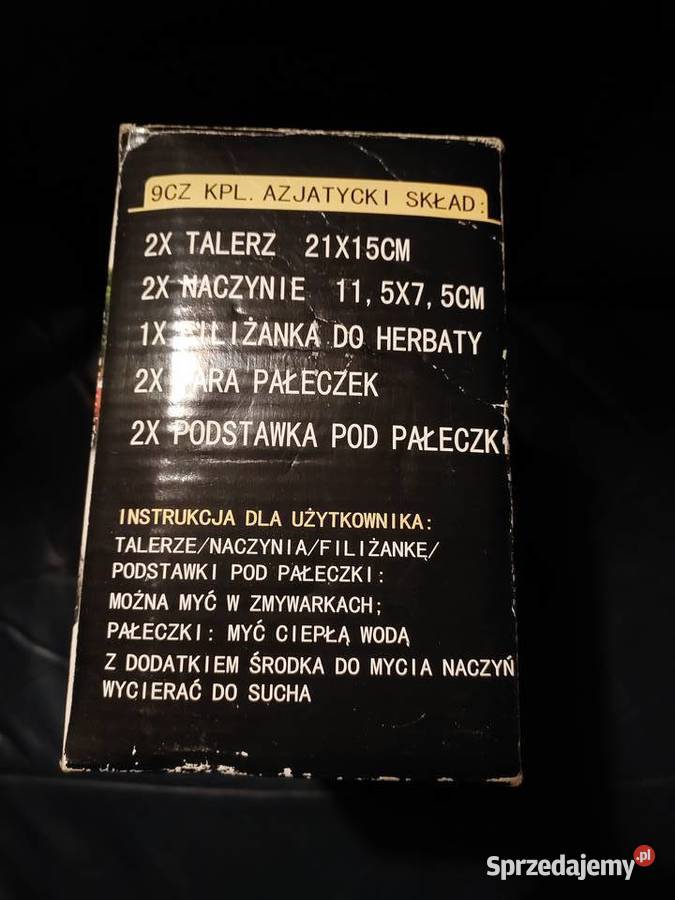 9CZ KPL. AZJATYCKI SKŁAD:
2X TALERZ 21X15CM
2X NACZYNIE 11,5X7,5CM
1X FILIŻANKA DO HERBATY
2X PARA PAŁECZEK
2X PODSTAWKA POD PAŁECZKI
INSTRUKCJA DLA UŻYTKOWNIKA:
TALERZE/NACZYNIA/FILIŻANKĘ/
PODSTAWKI POD PAŁECZKI:
MOŻNA MYĆ W ZMYWARKACH;
PAŁECZKI: MYĆ CIEPŁĄ WODĄ
Z DODATKIEM ŚRODKA DO MYCIA NACZYŃ
WYCIERAĆ DO SUCHA
Sprzedajemy.pl